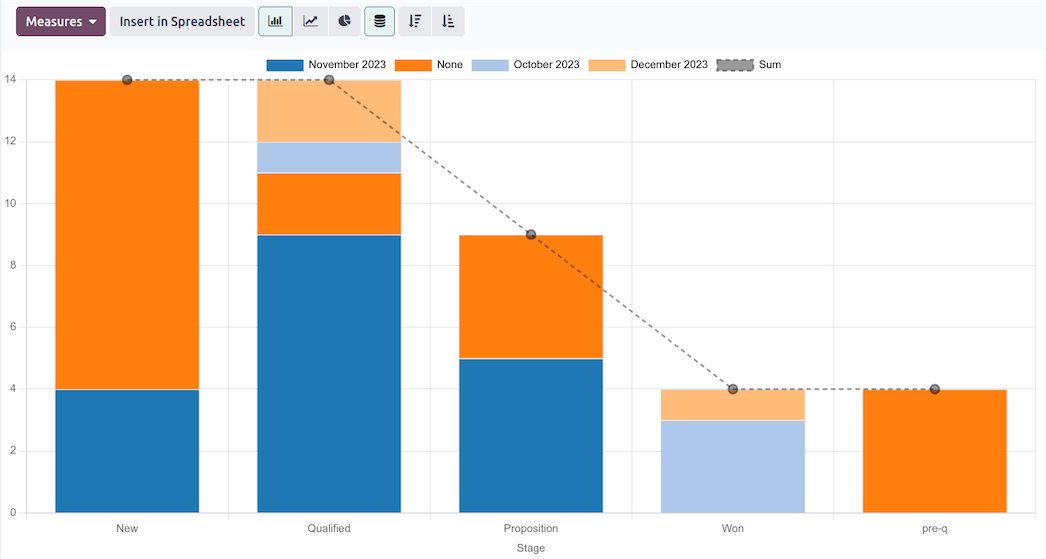 Measures Insert in Spreadsheet
November 2023 None October 2023 December 2023 Sum
14
12
10
8
6
4
2
0
New Qualified Proposition Won pre-q
Stage